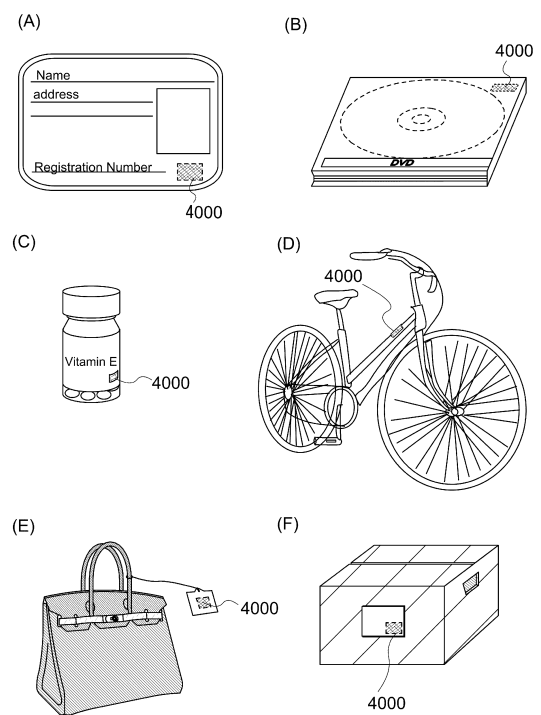 (A)
Name
address
Registration Number
4000
(B)
4000
DVD
(C)
Vitamin E
4000
(D)
4000
(E)
4000
(F)
4000